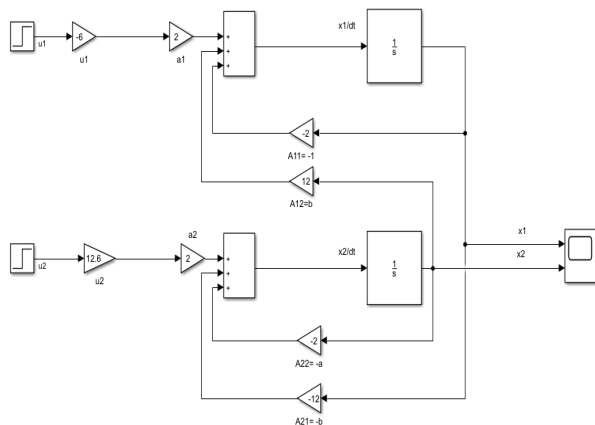 x1/dt
u1
-6
2
+
+
+
1
s
u1
a1
-2
A11= -1
12
A12=b
x1
a2
x2/dt
x2
u2
12.6
2
+
+
+
1
s
u2
-2
A22= -a
-12
A21= -b